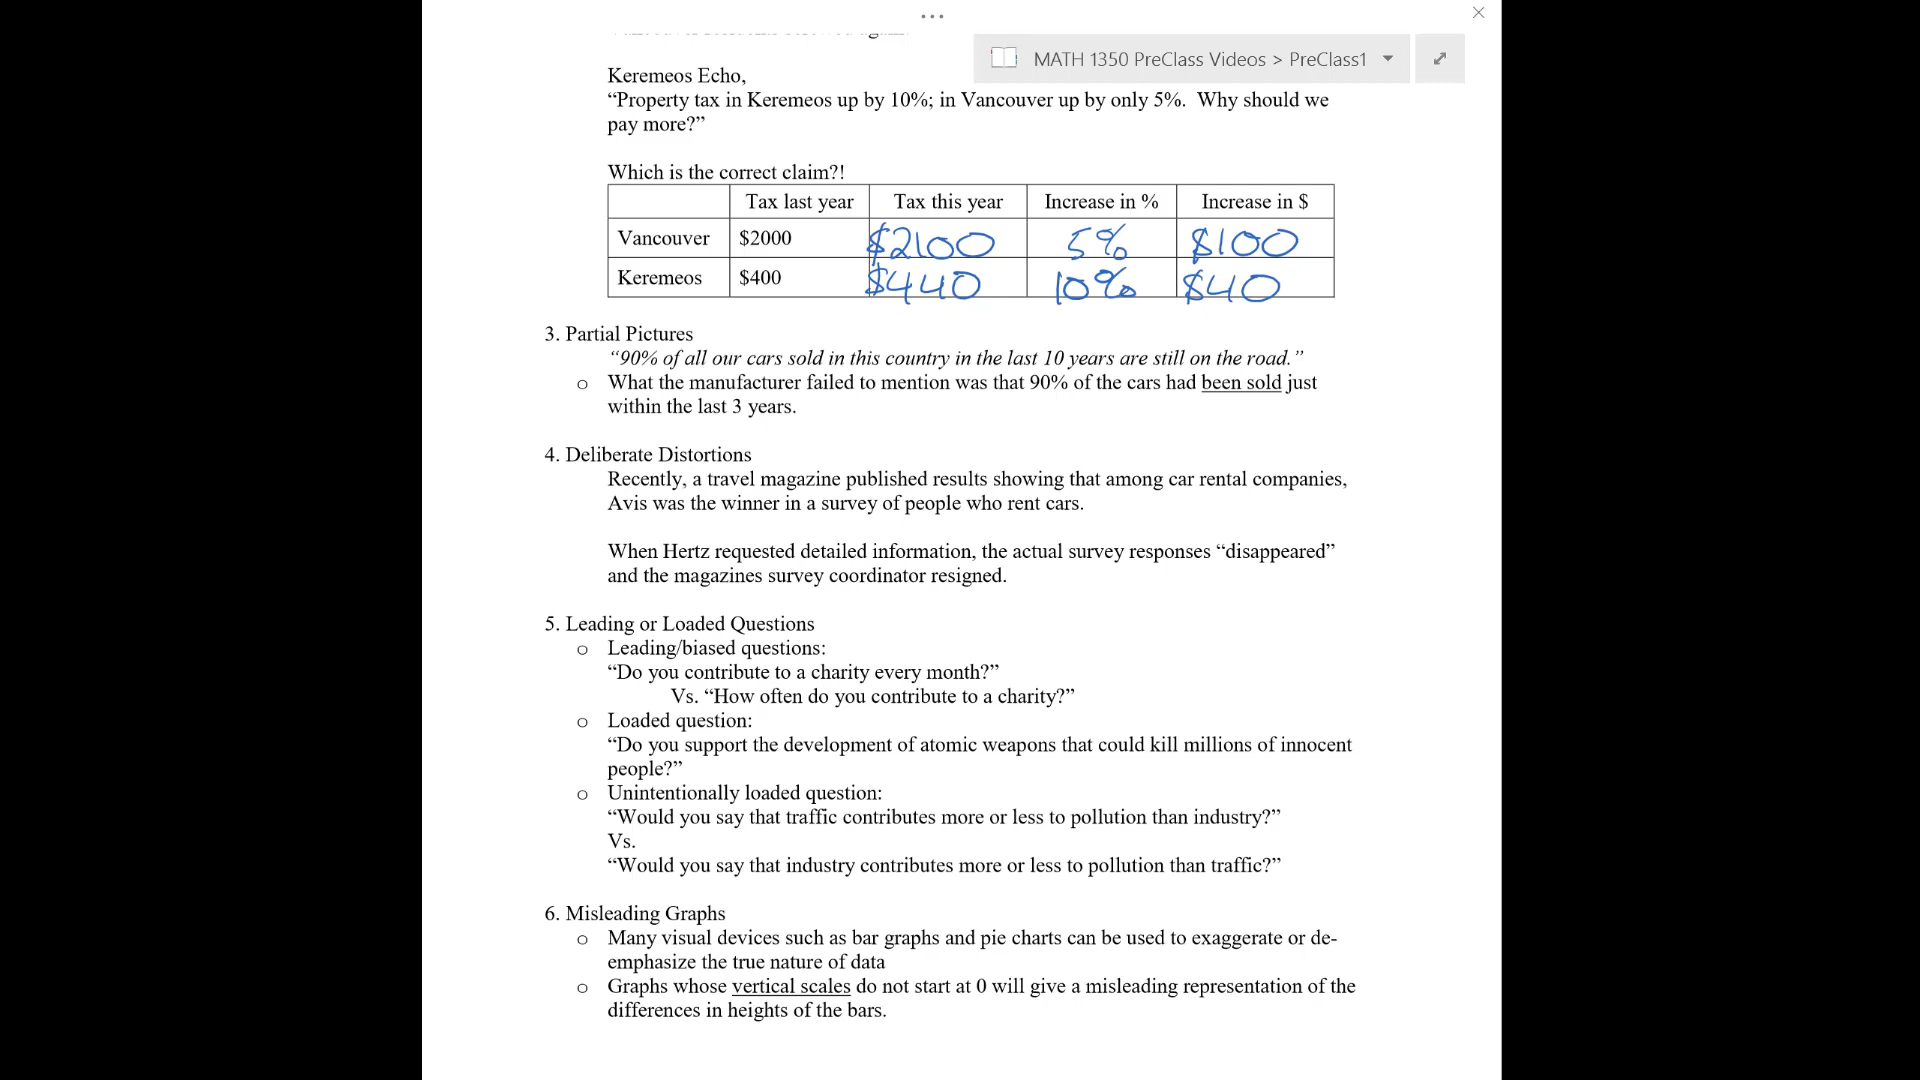 MATH 1350 PreClass Videos > PreClass1
Keremeos Echo,
“Property tax in Keremeos up by 10%; in Vancouver up by only 5%.  Why should we
pay more?”
Which is the correct claim?!
Tax last year Tax this year Increase in % Increase in $
Vancouver $2000 $2100 5% $100
Keremeos $400 $440 10% $40
3. Partial Pictures
“90% of all our cars sold in this country in the last 10 years are still on the road.”
o What the manufacturer failed to mention was that 90% of the cars had been sold just
within the last 3 years.
4. Deliberate Distortions
Recently, a travel magazine published results showing that among car rental companies,
Avis was the winner in a survey of people who rent cars.
When Hertz requested detailed information, the actual survey responses “disappeared”
and the magazines survey coordinator resigned.
5. Leading or Loaded Questions
o Leading/biased questions:
“Do you contribute to a charity every month?”
Vs. “How often do you contribute to a charity?”
o Loaded question:
“Do you support the development of atomic weapons that could kill millions of innocent
people?”
o Unintentionally loaded question:
“Would you say that traffic contributes more or less to pollution than industry?”
Vs.
“Would you say that industry contributes more or less to pollution than traffic?”
6. Misleading Graphs
o Many visual devices such as bar graphs and pie charts can be used to exaggerate or de-
emphasize the true nature of data
o Graphs whose vertical scales do not start at 0 will give a misleading representation of the
differences in heights of the bars.